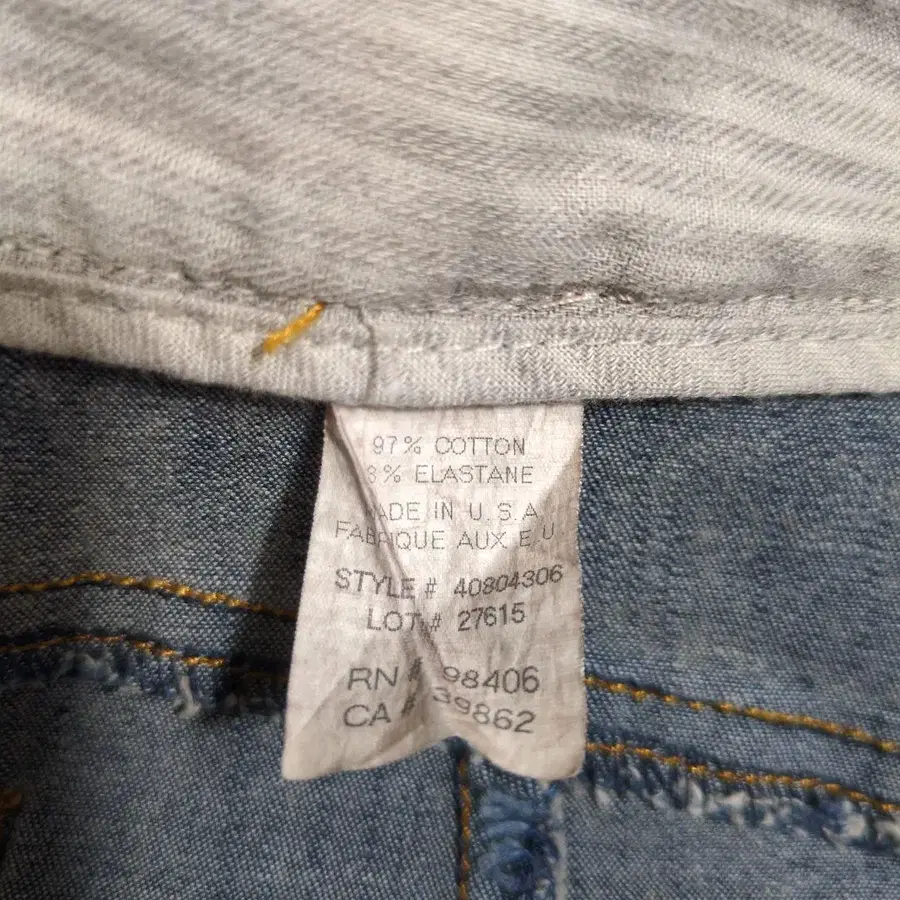 97% COTTON
3% ELASTANE
MADE IN U.S.A
FABRIQUE AUX E.U
STYLE # 40804306
LOT # 27615
RN # 98406
CA # 39862